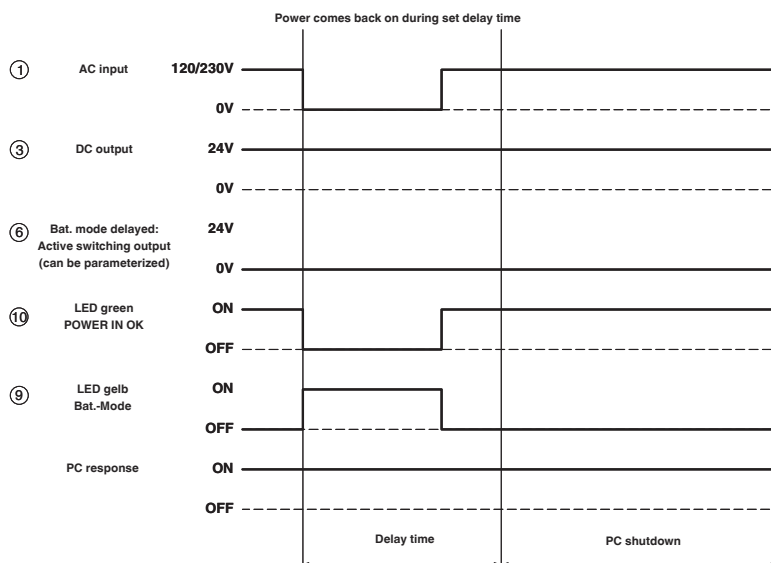 Power comes back on during set delay time
1 AC input 120/230V
0V
3 DC output 24V
0V
6 Bat. mode delayed: 24V
Active switching output
(can be parameterized) 0V
10 LED green ON
POWER IN OK
OFF
9 LED gelb ON
Bat.-Mode
OFF
PC response ON
OFF
Delay time PC shutdown